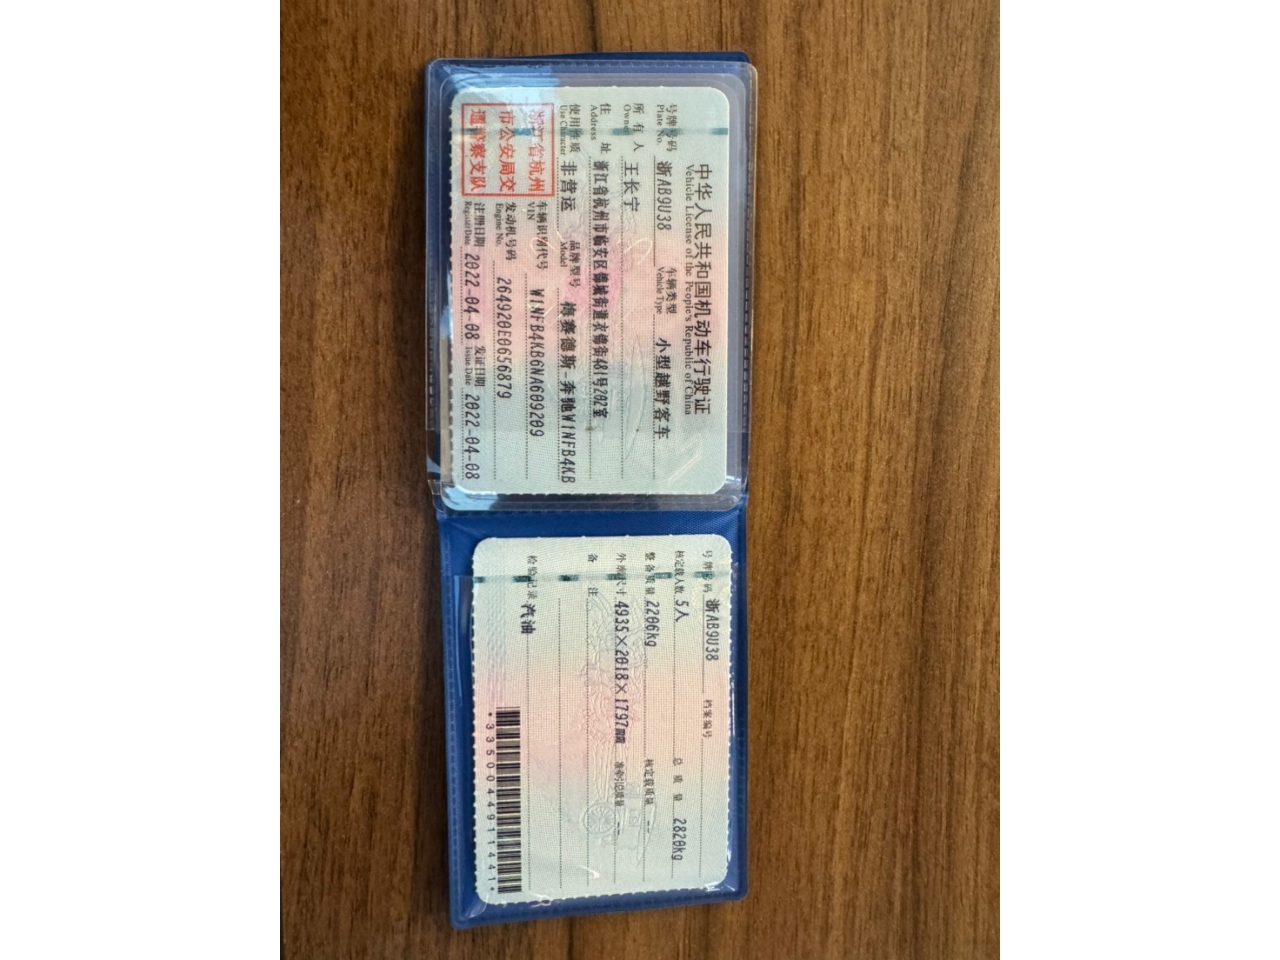 中华人民共和国机动车行驶证
Vehicle License of the People's Republic of China
号牌号码 浙AB9U38 车辆类型 小型越野客车
Plate No. Vehicle Type
所有人 王长宁
Owner
住址 浙江省杭州市临安区锦城街道衣锦街481号202室
Address
使用性质 非营运 品牌型号 梅赛德斯-奔驰W1NFB4KB
Use Character Model
浙江省杭州
市公安局交
通警察支队
车辆识别代号 W1NFB4KB6NA609209
VIN
发动机号码 264920E0656879
Engine No.
注册日期 2022-04-08 发证日期 2022-04-08
Register Date Issue Date
号牌号码 浙AB9U38 档案编号
核定载人数 5人 总质量 2820kg
整备质量 2206kg 核定载质量 --
外廓尺寸 4935×2018×1797mm 准牵引总质量 --
备注
检验记录 汽油
*3350044911441*